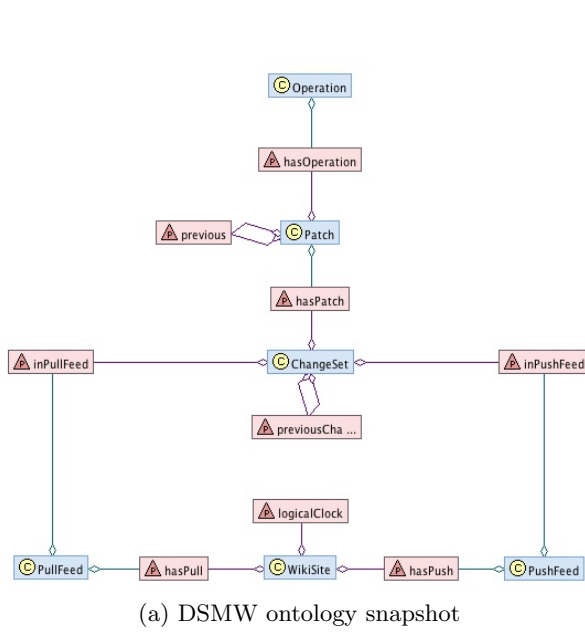 C Operation
P hasOperation
P previous C Patch
P hasPatch
P inPullFeed C ChangeSet P inPushFeed
P previousCha ...
P logicalClock
C PullFeed P hasPull C WikiSite P hasPush C PushFeed
(a) DSMW ontology snapshot